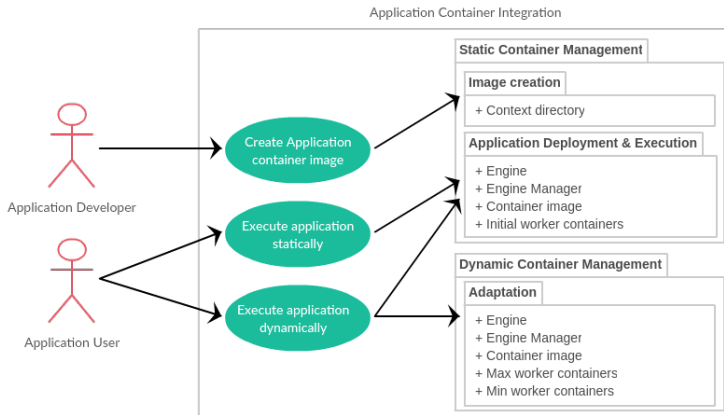 Application Container Integration
Static Container Management
Image creation
+ Context directory
Create Application
container image
Application Developer
Application Deployment & Execution
+ Engine
+ Engine Manager
+ Container image
+ Initial worker containers
Execute application
statically
Application User
Execute application
dynamically
Dynamic Container Management
Adaptation
+ Engine
+ Engine Manager
+ Container image
+ Max worker containers
+ Min worker containers